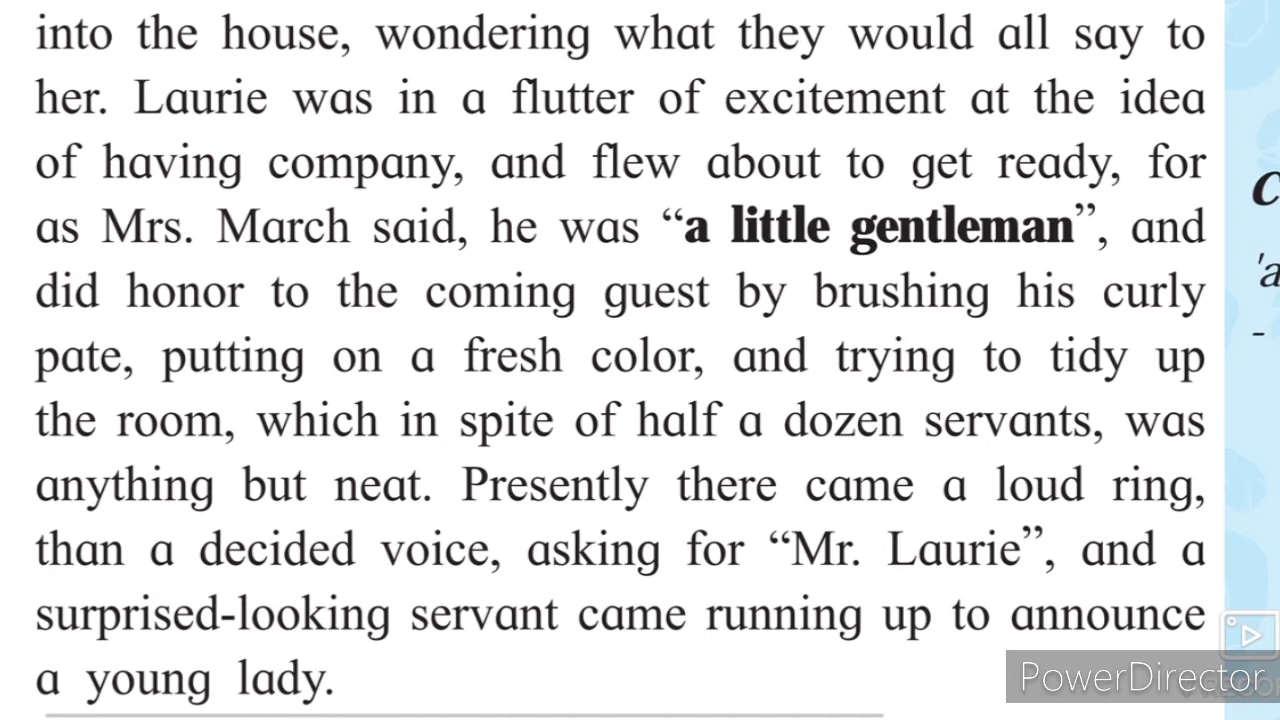 into the house, wondering what they would all say to
her. Laurie was in a flutter of excitement at the idea
of having company, and flew about to get ready, for
as Mrs. March said, he was “a little gentleman”, and
did honor to the coming guest by brushing his curly
pate, putting on a fresh color, and trying to tidy up
the room, which in spite of half a dozen servants, was
anything but neat. Presently there came a loud ring,
than a decided voice, asking for “Mr. Laurie”, and a
surprised-looking servant came running up to announce
a young lady.
C
'a
-
PowerDirector